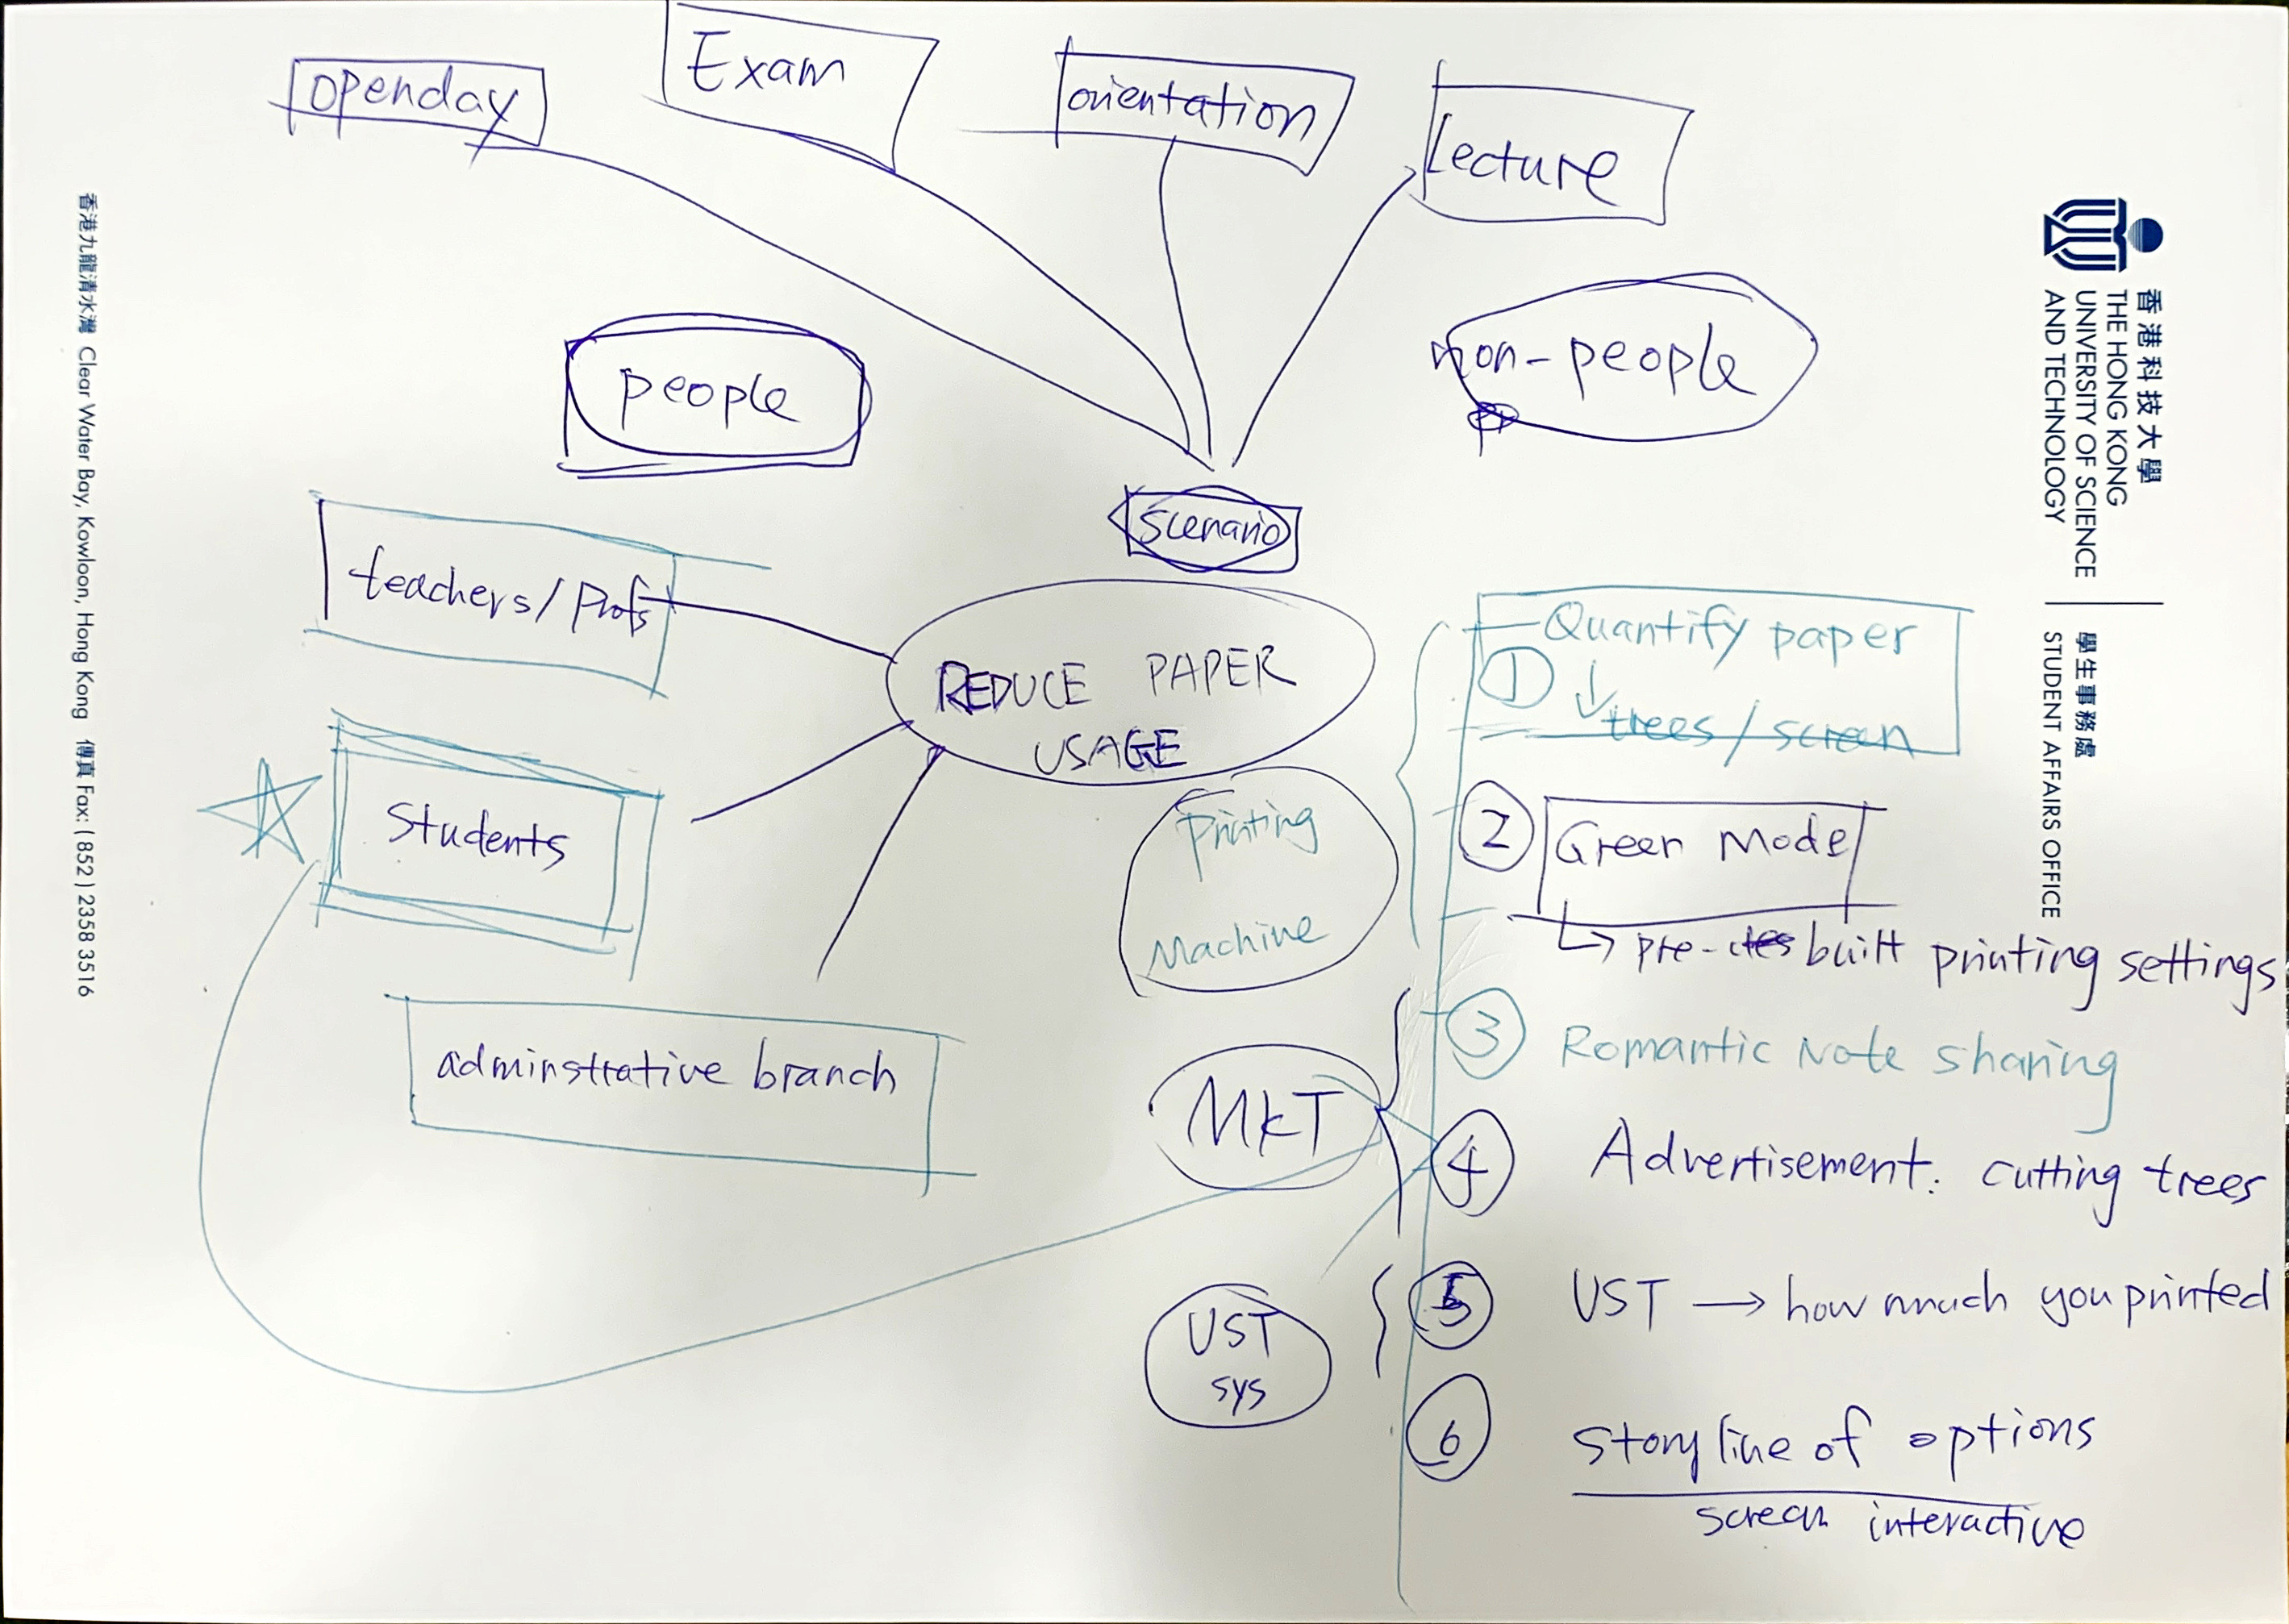 openday
Exam
orientation
Lecture
people
non-people
scenario
teachers/Profs
REDUCE PAPER
USAGE
Students
adminstrative branch
Printing
Machine
MKT
UST
sys
Quantify paper
① ↓ trees / screen
② Green Mode
↳ pre-built printing settings
③ Romantic Note Sharing
④ Advertisement: cutting trees
⑤ UST → how much you printed
⑥ Story line of options
screen interactive
香港科技大學
THE HONG KONG
UNIVERSITY OF SCIENCE
AND TECHNOLOGY
學生事務處
STUDENT AFFAIRS OFFICE
香港九龍清水灣 Clear Water Bay, Kowloon, Hong Kong 傳真 Fax: (852) 2358 3516